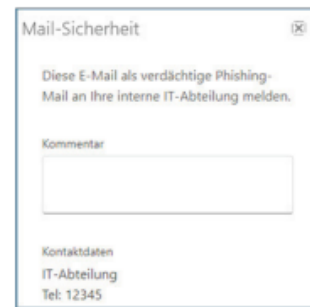 Mail-Sicherheit
Diese E-Mail als verdächtige Phishing-
Mail an Ihre interne IT-Abteilung melden.
Kommentar
Kontaktdaten
IT-Abteilung
Tel: 12345